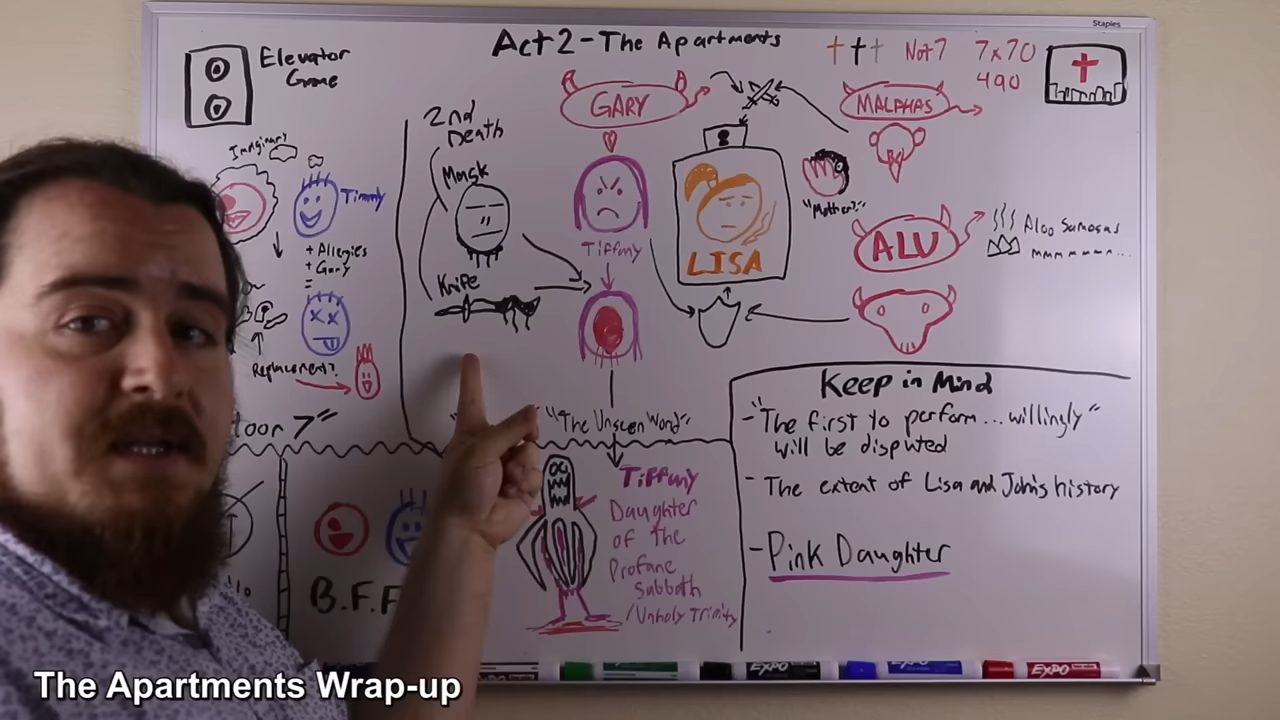 Staples
Act 2 - The Apartments
Elevator
Game
Not 7
7x70
490
Imaginary
Timmy
+ Allergies
+ Gary
=
Replacement?
loor 7"
2nd
Death
Mask
Knife
GARY
Tiffany
LISA
"Mother?"
MALPHAS
ALU
Aloo Samosas
mmmmmmm...
"The Unseen Word"
B.F.F
Tiffany
Daughter
of the
Profane
Sabbath
/Unholy Trinity
Keep in Mind
- "The first to perform... willingly"
will be disputed
- The extent of Lisa and John's history
- Pink Daughter
EXPO
EXPO
EXPO
The Apartments Wrap-up